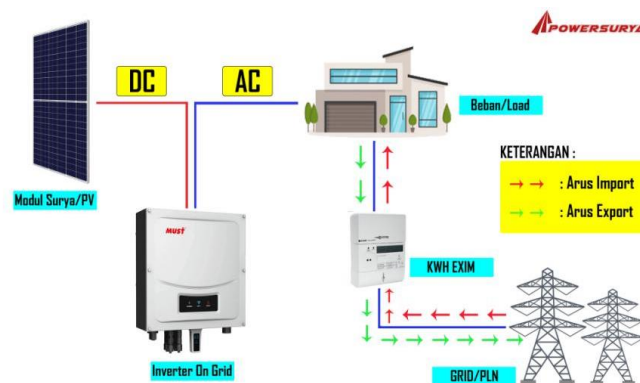 POWERSURYA
DC
AC
Beban/Load
Modul Surya/PV
KETERANGAN :
: Arus Import
: Arus Export
MUST
KWH EXIM
Inverter On Grid
GRID/PLN